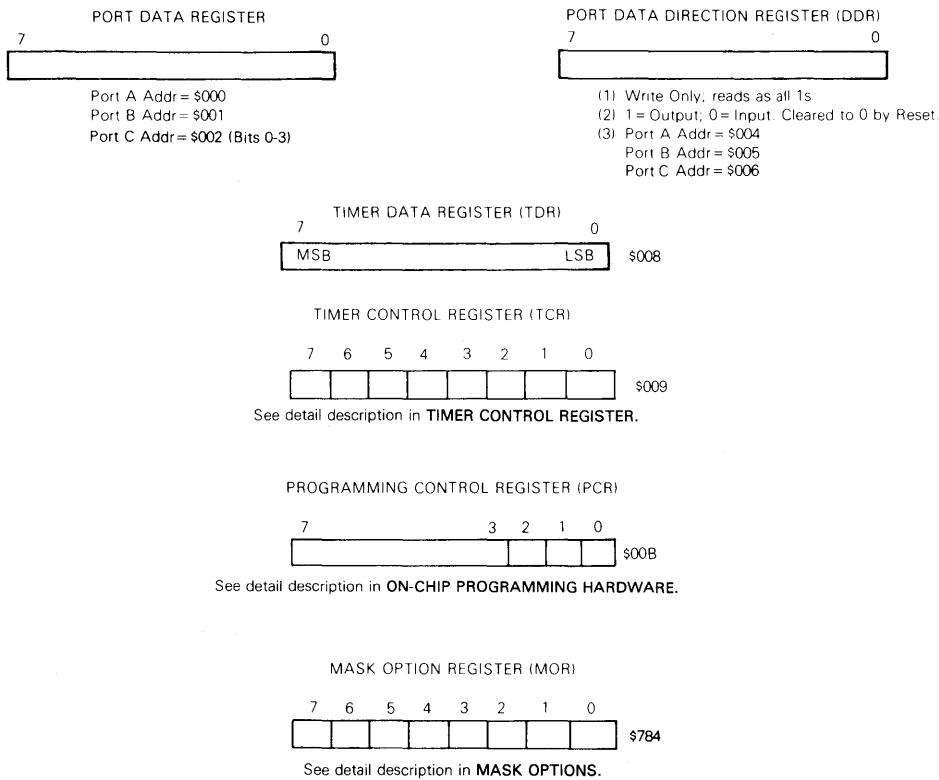 PORT DATA REGISTER
7 0
Port A Addr = $000
Port B Addr = $001
Port C Addr = $002 (Bits 0-3)
PORT DATA DIRECTION REGISTER (DDR)
7 0
(1) Write Only; reads as all 1s
(2) 1 = Output; 0 = Input. Cleared to 0 by Reset.
(3) Port A Addr = $004
Port B Addr = $005
Port C Addr = $006
TIMER DATA REGISTER (TDR)
7 0
MSB LSB $008
TIMER CONTROL REGISTER (TCR)
7 6 5 4 3 2 1 0
$009
See detail description in TIMER CONTROL REGISTER.
PROGRAMMING CONTROL REGISTER (PCR)
7 3 2 1 0
$00B
See detail description in ON-CHIP PROGRAMMING HARDWARE.
MASK OPTION REGISTER (MOR)
7 6 5 4 3 2 1 0
$784
See detail description in MASK OPTIONS.